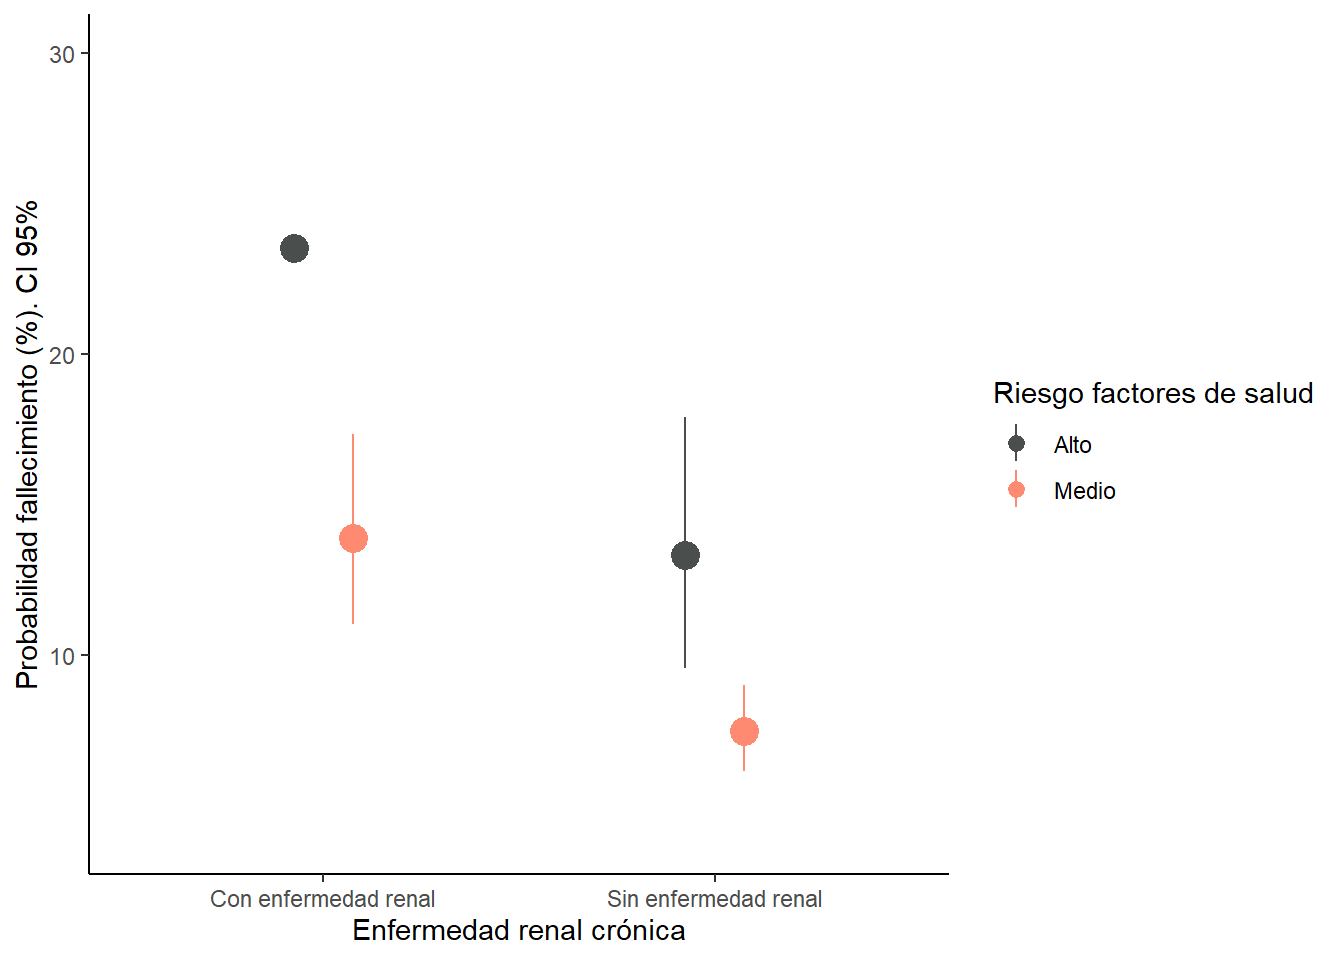 Probabilidad fallecimiento (%). CI 95%
30
20
10
Con enfermedad renal
Sin enfermedad renal
Enfermedad renal crónica
Riesgo factores de salud
Alto
Medio